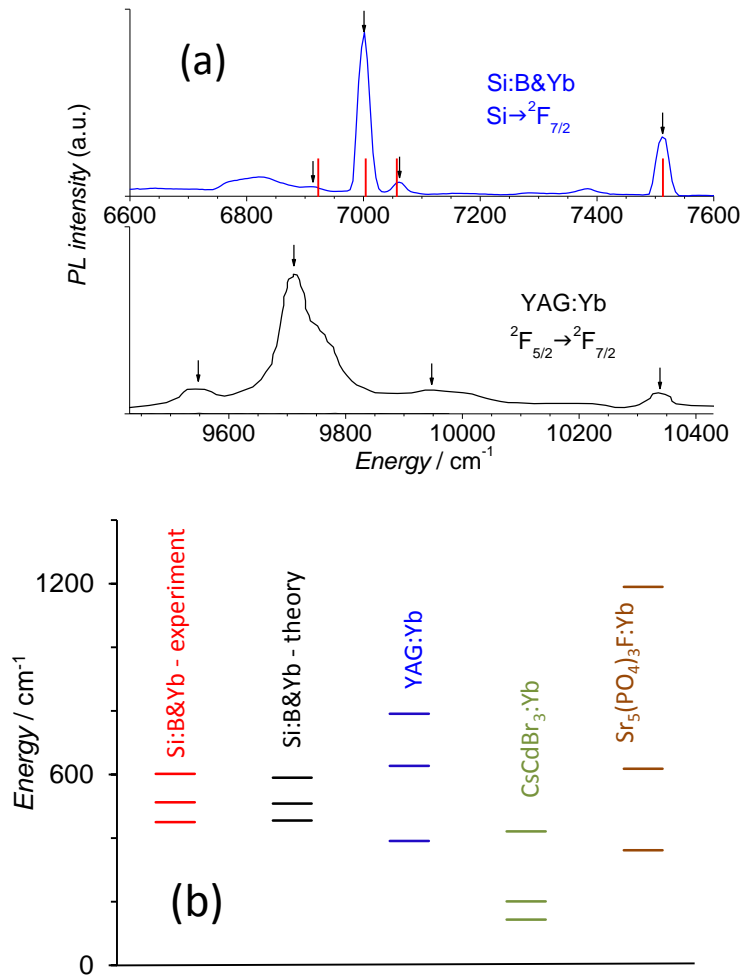 (a)
Si:B&Yb
Si→²F₇/₂
PL intensity (a.u.)
6600 6800 7000 7200 7400 7600
YAG:Yb
²F₅/₂→²F₇/₂
9600 9800 10000 10200 10400
Energy / cm⁻¹
Energy / cm⁻¹
1200
600
0
Si:B&Yb - experiment
Si:B&Yb - theory
YAG:Yb
CsCdBr₃:Yb
Sr₅(PO₄)₃F:Yb
(b)